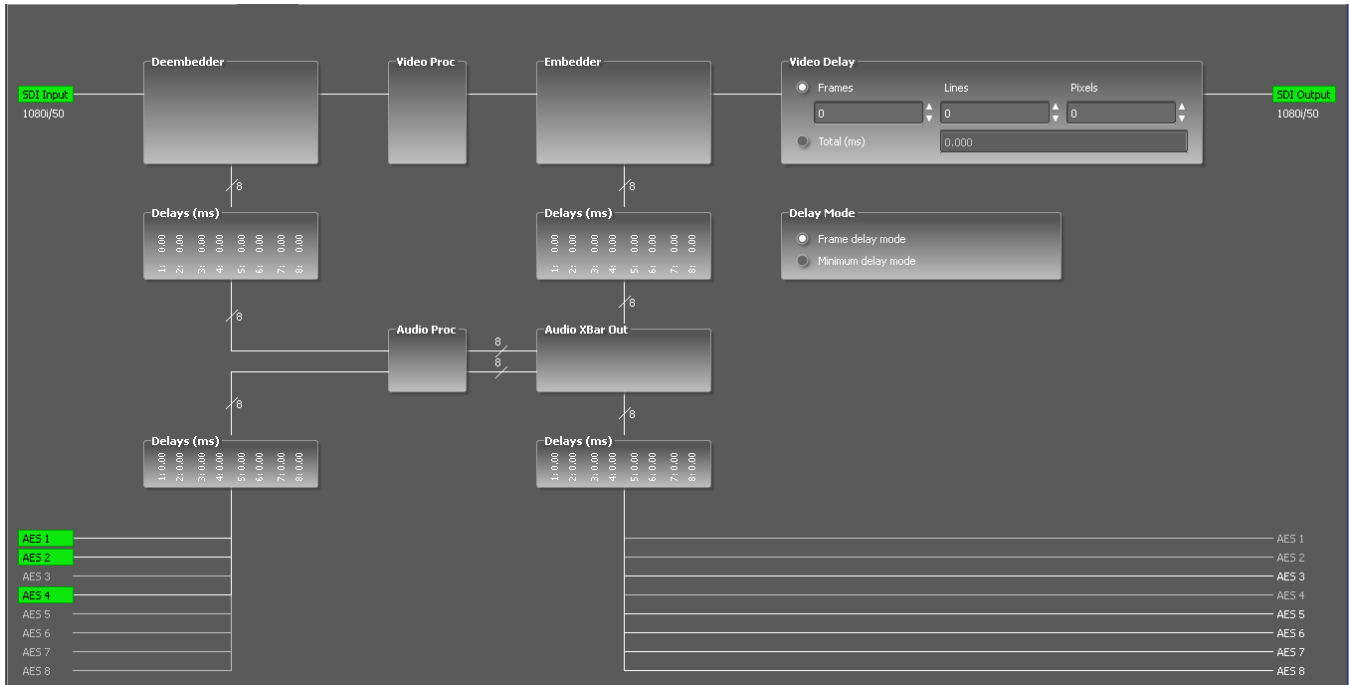 Deembedder
Video Proc
Embedder
Video Delay
SDI Input
1080i/50
Frames
Lines
Pixels
0
0
0
Total (ms)
0.000
SDI Output
1080i/50
8
8
Delays (ms)
1: 0.00
2: 0.00
3: 0.00
4: 0.00
5: 0.00
6: 0.00
7: 0.00
8: 0.00
Delays (ms)
1: 0.00
2: 0.00
3: 0.00
4: 0.00
5: 0.00
6: 0.00
7: 0.00
8: 0.00
Delay Mode
Frame delay mode
Minimum delay mode
8
8
Audio Proc
8
8
Audio XBar Out
8
8
Delays (ms)
1: 0.00
2: 0.00
3: 0.00
4: 0.00
5: 0.00
6: 0.00
7: 0.00
8: 0.00
Delays (ms)
1: 0.00
2: 0.00
3: 0.00
4: 0.00
5: 0.00
6: 0.00
7: 0.00
8: 0.00
AES 1
AES 2
AES 3
AES 4
AES 5
AES 6
AES 7
AES 8
AES 1
AES 2
AES 3
AES 4
AES 5
AES 6
AES 7
AES 8